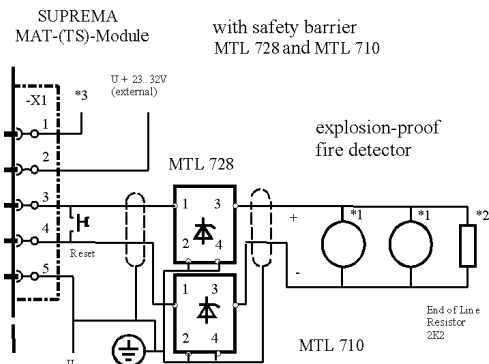 SUPREMA
MAT-(TS)-Module
with safety barrier
MTL 728 and MTL 710
U + 23..32V
(external)
-X1
*3
1
2
3
4
5
explosion-proof
fire detector
MTL 728
1 3
2 4
+
-
*1
*1
*2
Reset
1 3
2 4
MTL 710
End of Line
Resistor
2K2